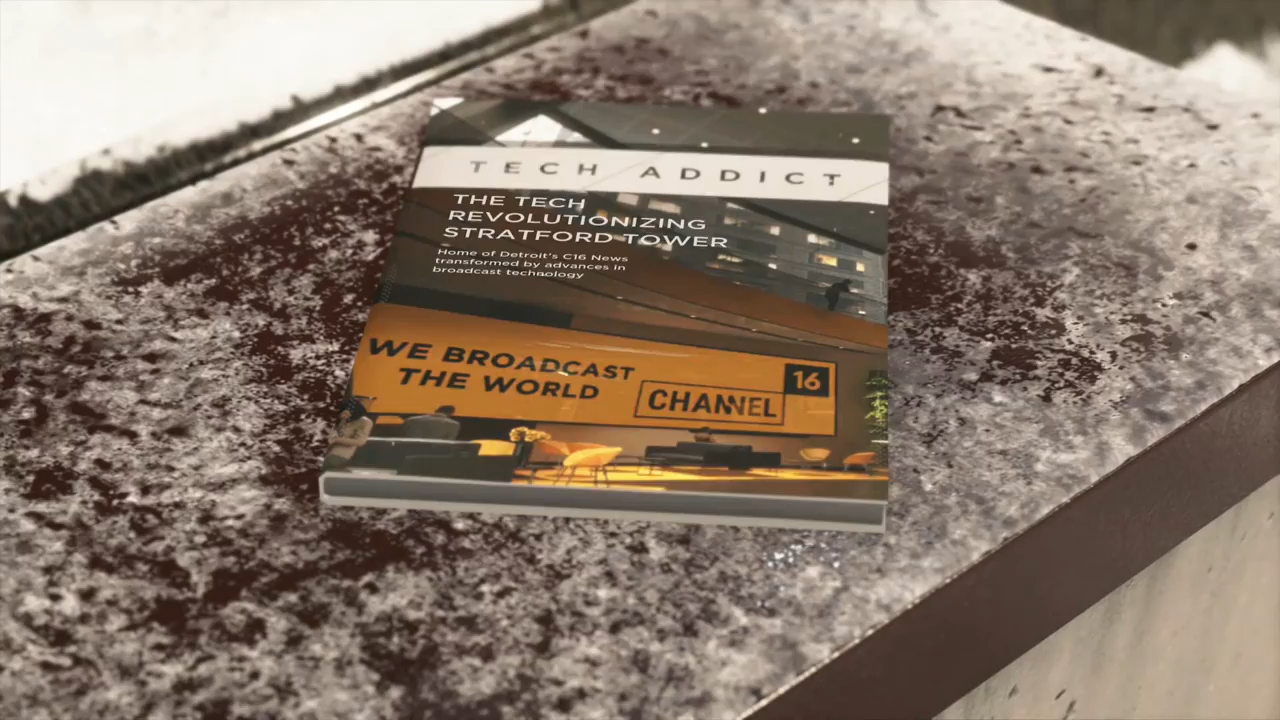 TECH ADDICT
THE TECH
REVOLUTIONIZING
STRATFORD TOWER
Home of Detroit's C16 News
transformed by advances in
broadcast technology
WE BROADCAST
THE WORLD
16
CHANNEL